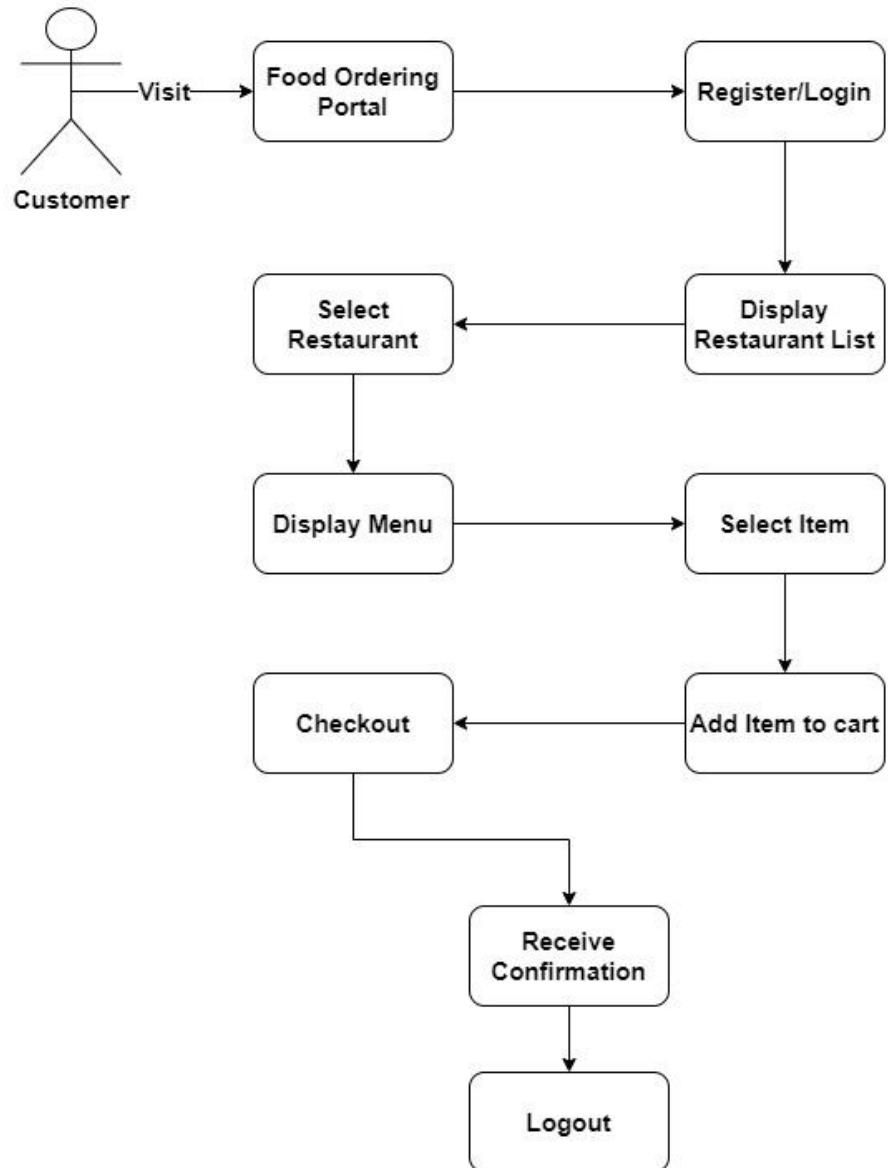 Visit
Food Ordering
Portal
Register/Login
Customer
Select
Restaurant
Display
Restaurant List
Display Menu
Select Item
Checkout
Add Item to cart
Receive
Confirmation
Logout